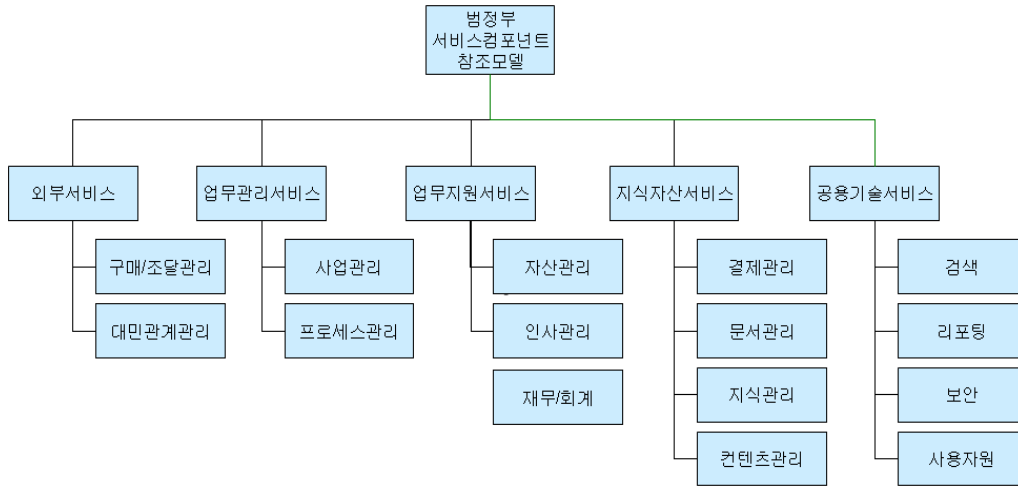 범정부
서비스컴포넌트
참조모델
외부서비스
업무관리서비스
업무지원서비스
지식자산서비스
공용기술서비스
구매/조달관리
사업관리
자산관리
결제관리
검색
대민관계관리
프로세스관리
인사관리
문서관리
리포팅
재무/회계
지식관리
보안
컨텐츠관리
사용자원